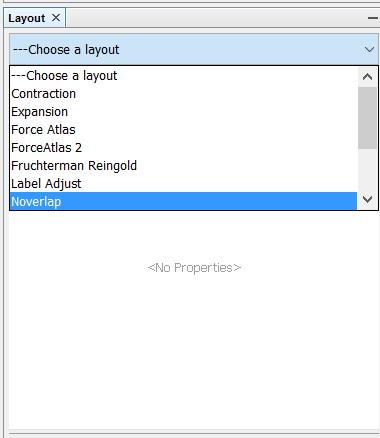 Layout
---Choose a layout
---Choose a layout
Contraction
Expansion
Force Atlas
ForceAtlas 2
Fruchterman Reingold
Label Adjust
Noverlap
<No Properties>